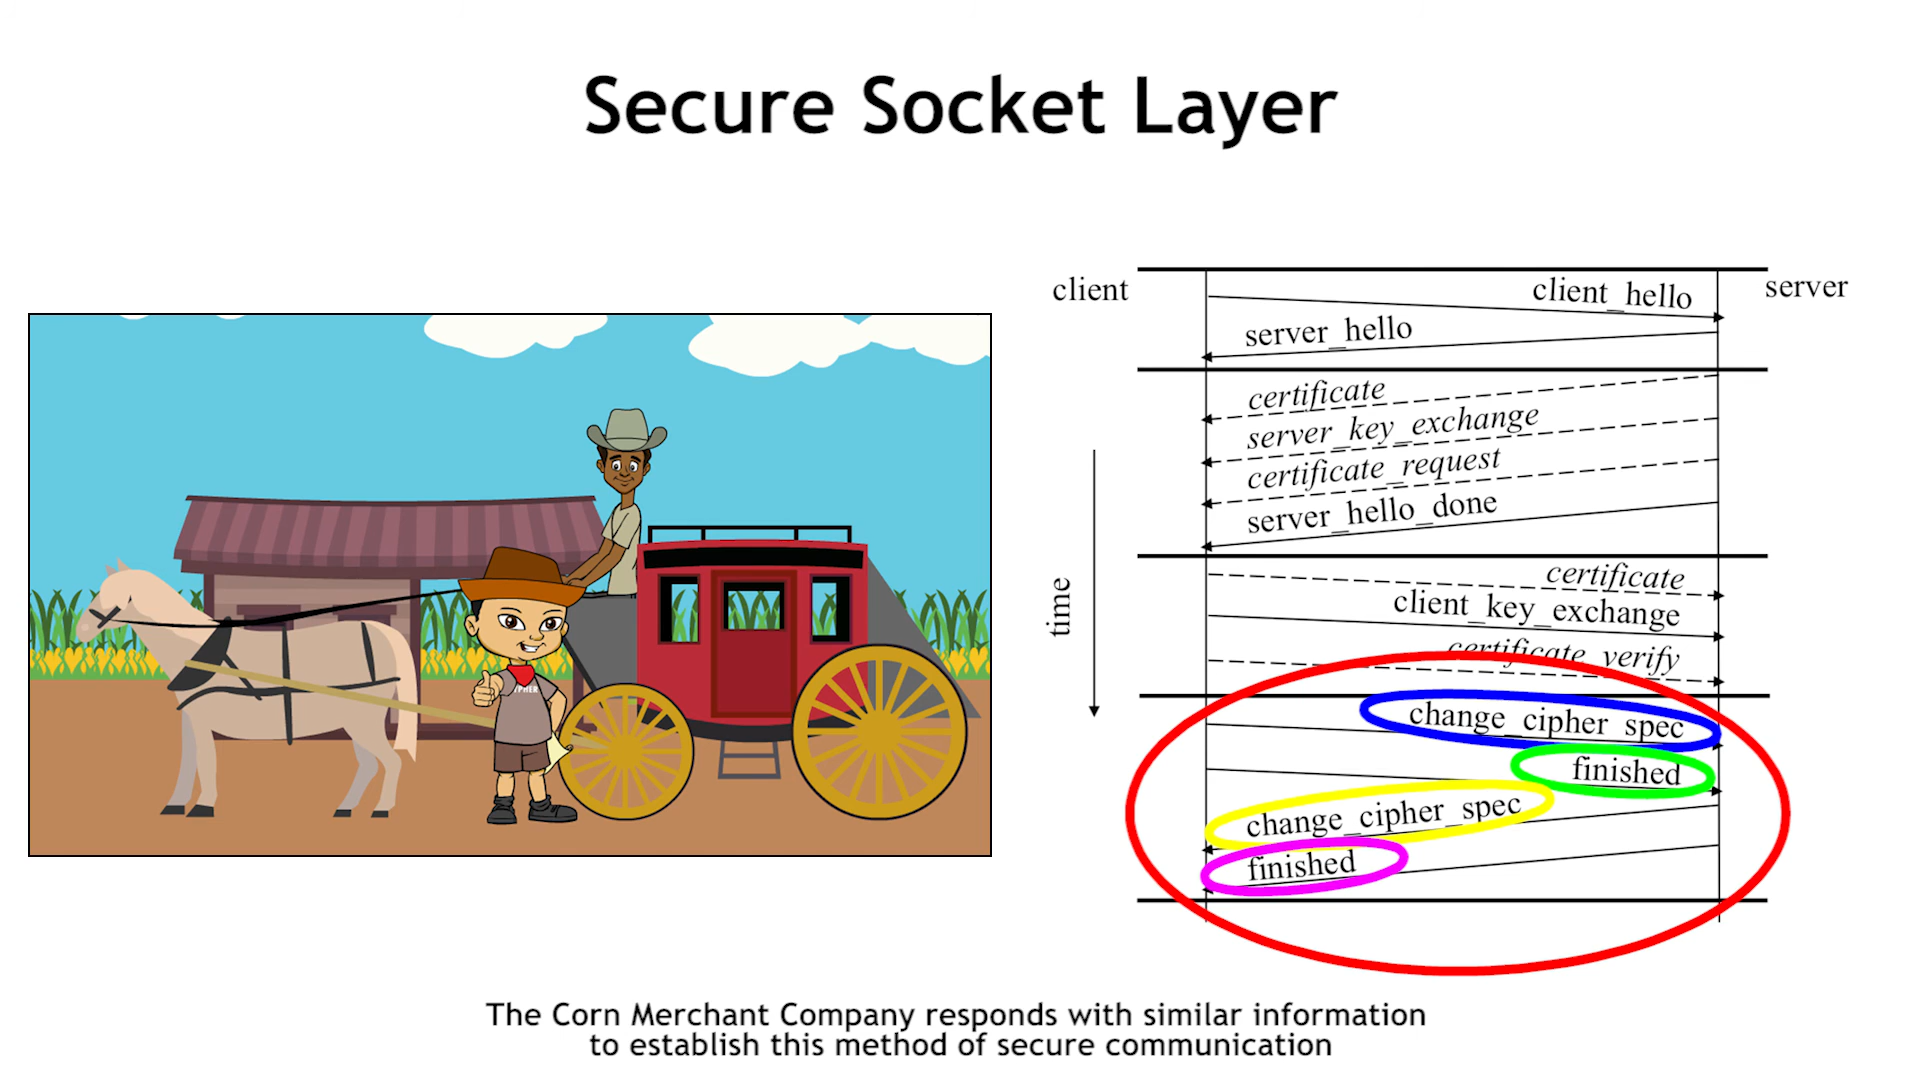 Secure Socket Layer
client
server
client_hello
server_hello
certificate
server_key_exchange
certificate_request
server_hello_done
time
certificate
client_key_exchange
certificate_verify
change_cipher_spec
finished
change_cipher_spec
finished
The Corn Merchant Company responds with similar information
to establish this method of secure communication